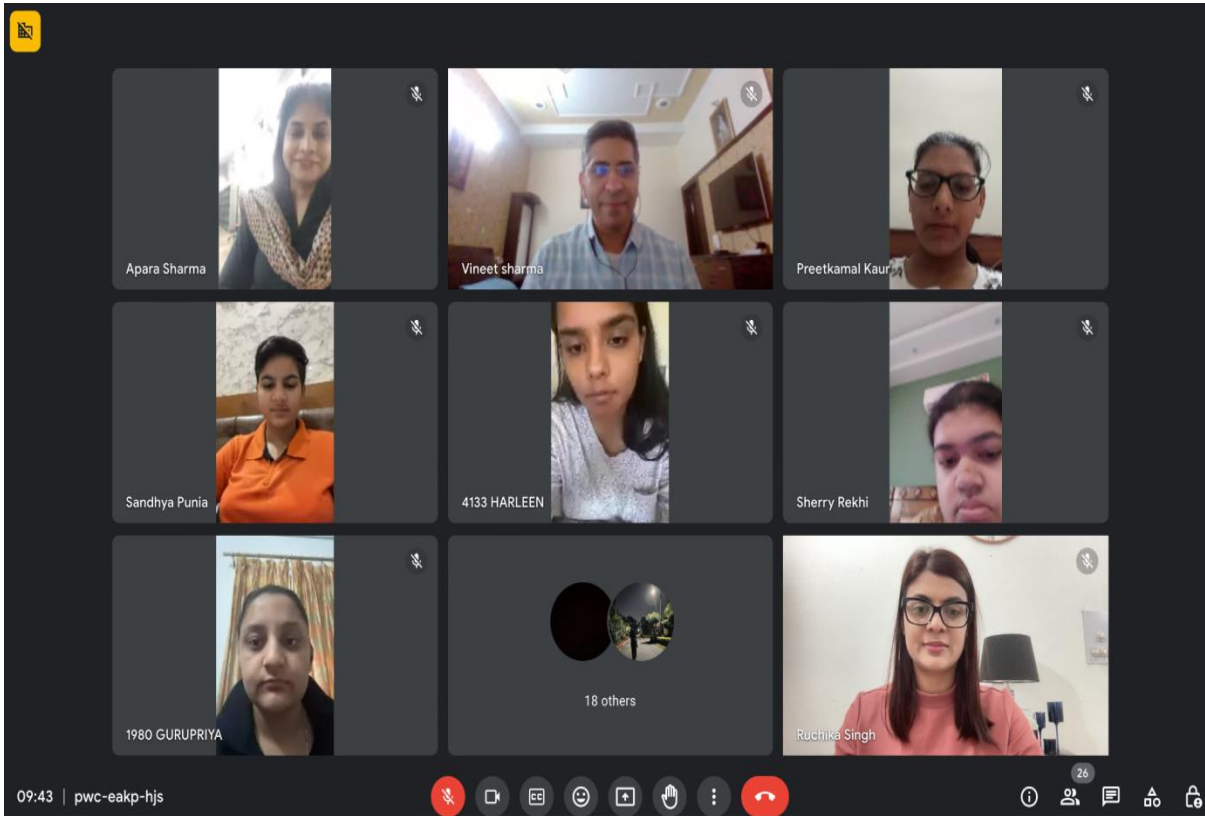 Apara Sharma
Vineet sharma
Preetkamal Kaur
Sandhya Punia
4133 HARLEEN
Sherry Rekhi
1980 GURUPRIYA
18 others
Ruchika Singh
26
09:43 | pwc-eakp-hjs
CC